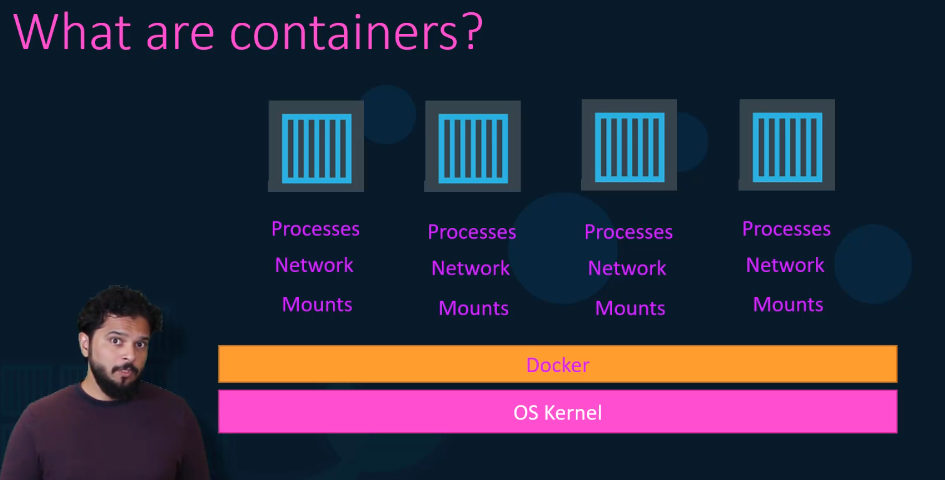 What are containers?
Processes Processes Processes Processes
Network Network Network Network
Mounts Mounts Mounts Mounts
Docker
OS Kernel